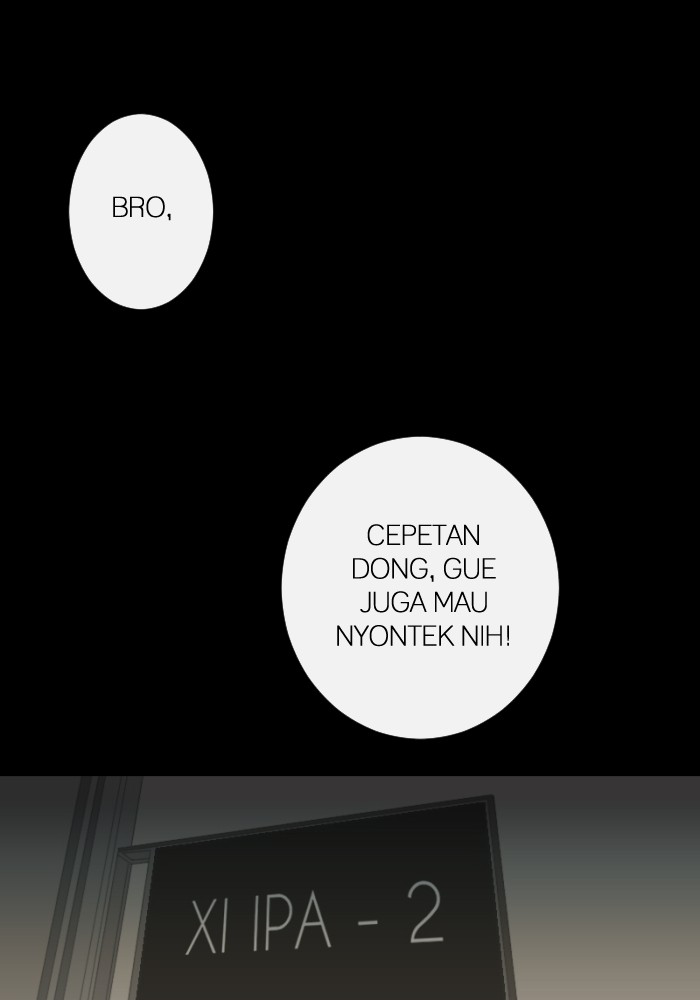 BRO,
CEPETAN
DONG, GUE
JUGA MAU
NYONTEK NIH!
XI IPA - 2